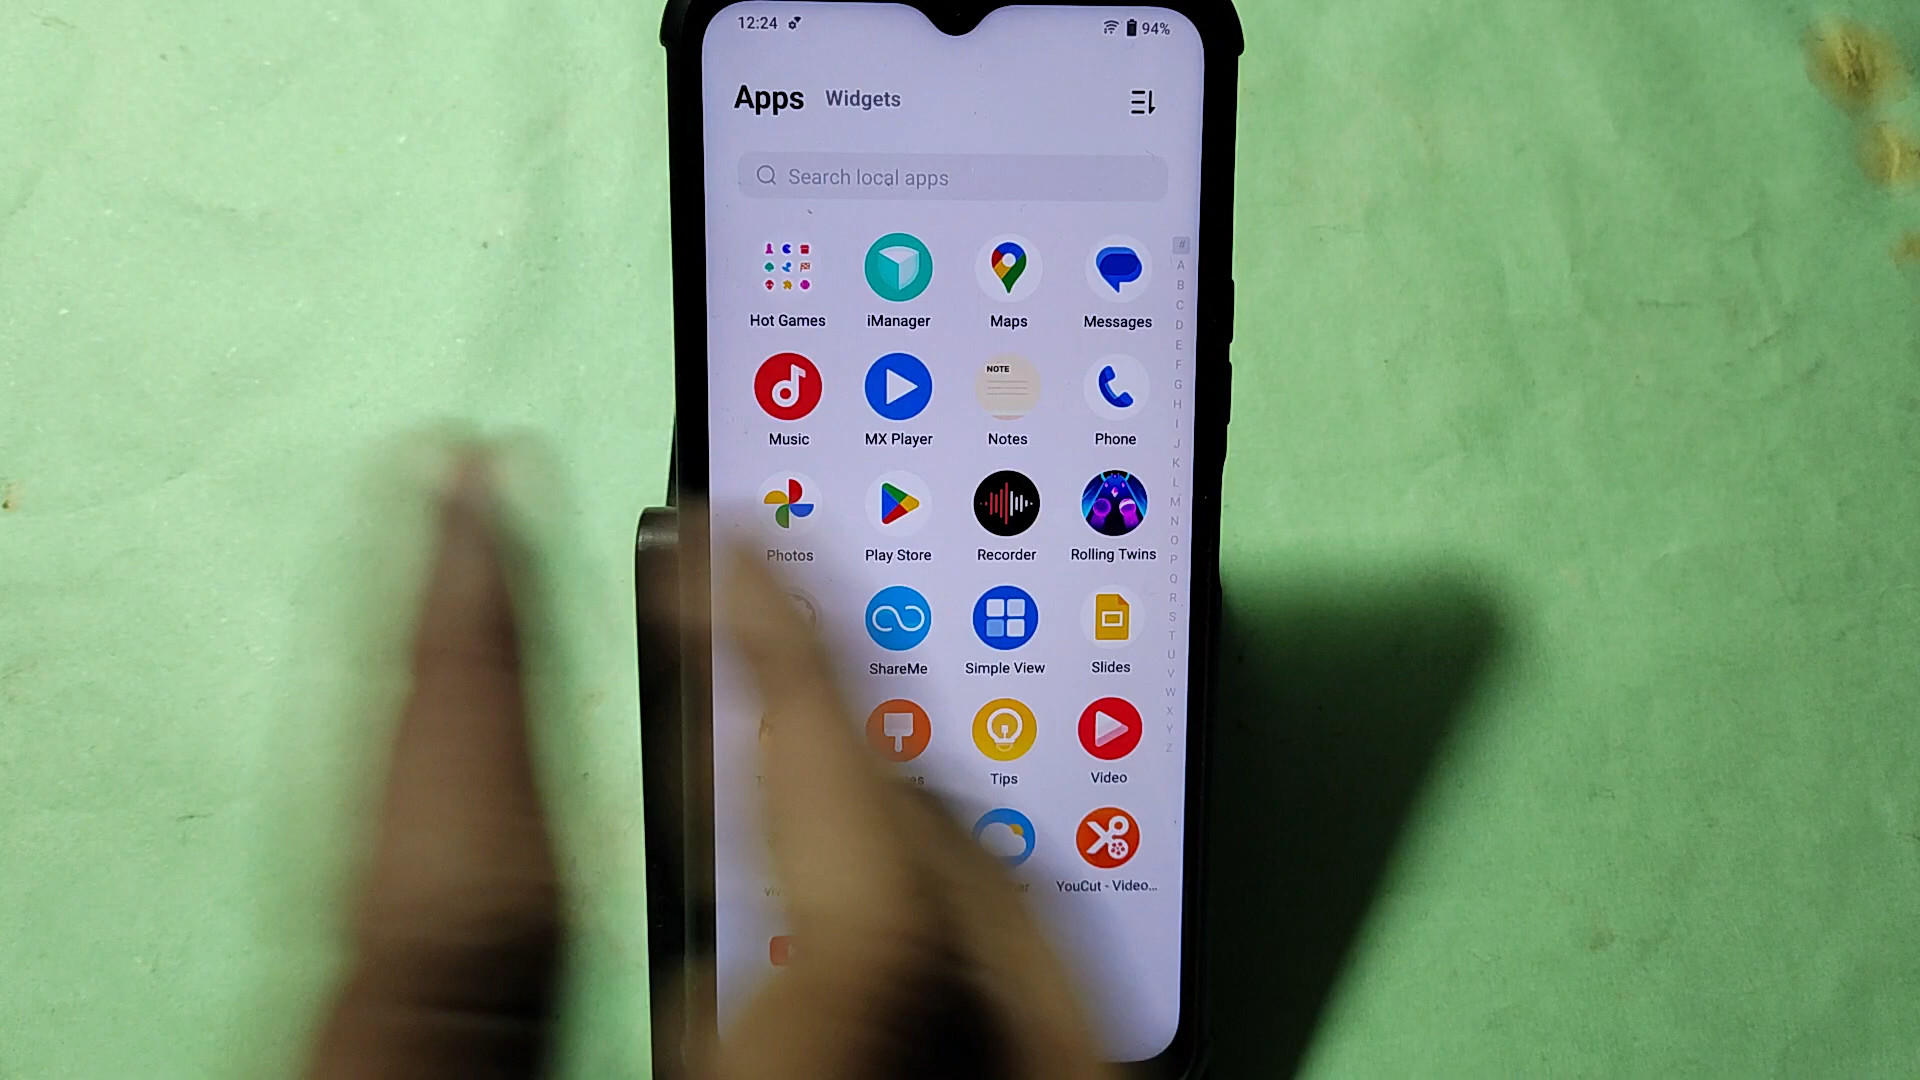 12:24 94%
Apps Widgets
Search local apps
Hot Games iManager Maps Messages
NOTE
Music MX Player Notes Phone
Photos Play Store Recorder Rolling Twins
ShareMe Simple View Slides
Tips Video
YouCut - Video...
#
A
B
C
D
E
F
G
H
I
J
K
L
M
N
O
P
Q
R
S
T
U
V
W
X
Y
Z